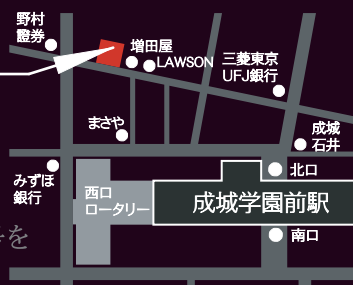 野村
證券
増田屋
LAWSON
三菱東京
UFJ銀行
まさや
成城
石井
みずほ
銀行
西口
ロータリー
北口
成城学園前駅
南口
を